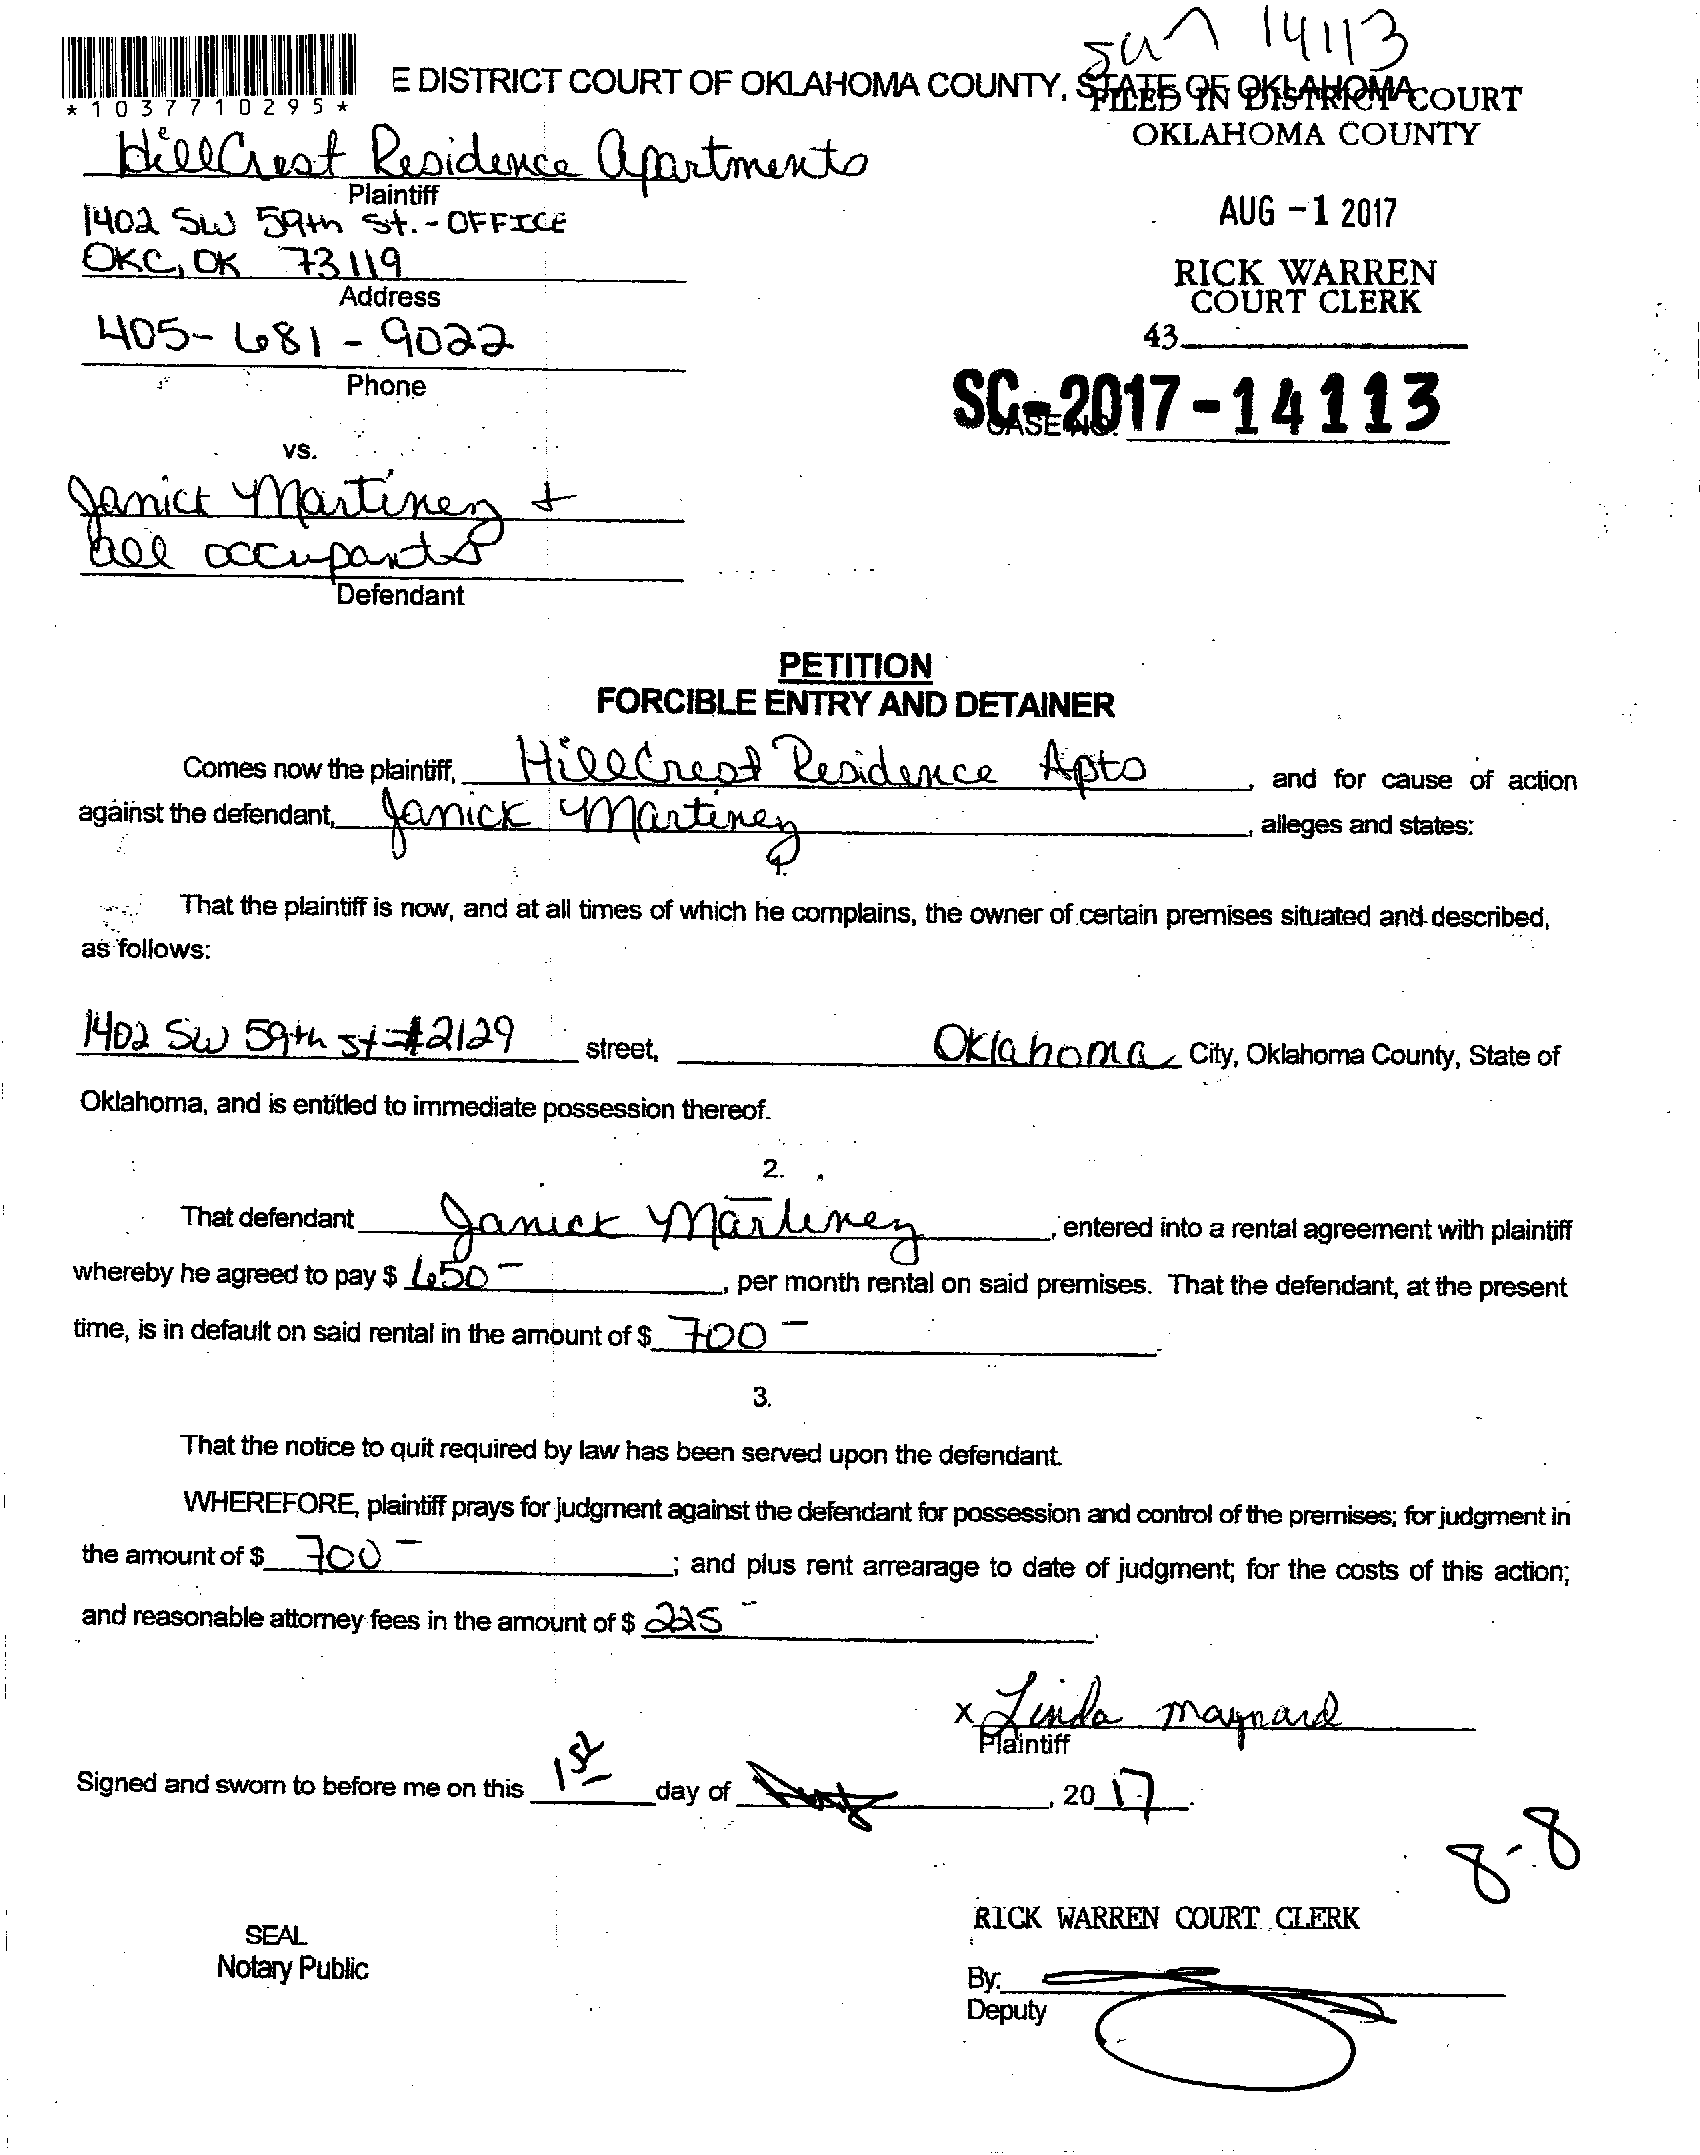 14113
*1037710295*
E DISTRICT COURT OF OKLAHOMA COUNTY, STATE OF OKLAHOMA
FILED IN DISTRICT COURT
OKLAHOMA COUNTY
HillCrest Residence Apartments
Plaintiff
AUG -1 2017
1402 SW 59th St. - OFFICE
OKC, OK 73119
RICK WARREN
COURT CLERK
Address
43
405-681-9022
Phone
SC-2017-14113
CASE NO.
vs.
Janick Martinez +
all occupants
Defendant
PETITION
FORCIBLE ENTRY AND DETAINER
Comes now the plaintiff, HillCrest Residence Apts, and for cause of action
against the defendant, Janick Martinez, alleges and states:
1.
That the plaintiff is now, and at all times of which he complains, the owner of certain premises situated and described,
as follows:
1402 SW 59th St #2129 street, Oklahoma City, Oklahoma County, State of
Oklahoma, and is entitled to immediate possession thereof.
2.
That defendant Janick Martinez, entered into a rental agreement with plaintiff
whereby he agreed to pay $ 650-, per month rental on said premises. That the defendant, at the present
time, is in default on said rental in the amount of $ 700-.
3.
That the notice to quit required by law has been served upon the defendant.
WHEREFORE, plaintiff prays for judgment against the defendant for possession and control of the premises; for judgment in
the amount of $ 700-; and plus rent arrearage to date of judgment; for the costs of this action;
and reasonable attorney fees in the amount of $ 225-.
x Linda Maynard
Plaintiff
Signed and sworn to before me on this 1st day of , 2017.
8-8
RICK WARREN COURT CLERK
SEAL
Notary Public
By:
Deputy